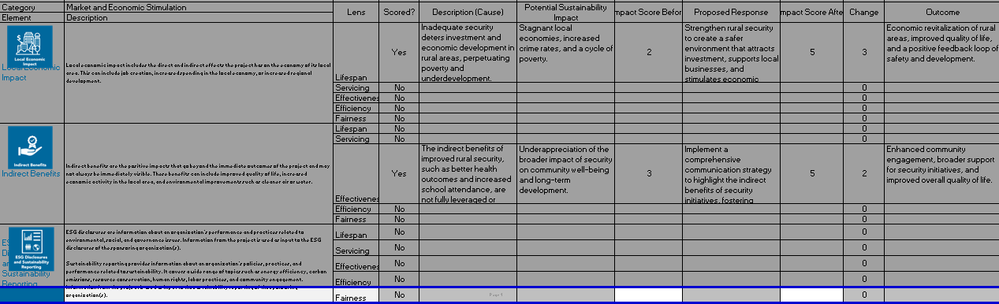 Category
Market and Economic Stimulation
Element
Description
Lens
Scored?
Description (Cause)
Potential Sustainability
Impact
mpact Score Befor
Proposed Response
mpact Score Afte
Change
Outcome
Local Economic
Impact
Local Economic
Impact
Local economic impact includes the direct and indirect effects the project has on the economy of its local
area. This can include job creation, increased spending in the local economy, or increased regional
development.
Lifespan
Yes
Inadequate security
deters investment and
economic development in
rural areas, perpetuating
poverty and
underdevelopment.
Stagnant local
economies, increased
crime rates, and a cycle of
poverty.
2
Strengthen rural security
to create a safer
environment that attracts
investment, supports local
businesses, and
stimulates economic
5
3
Economic revitalization of rural
areas, improved quality of life,
and a positive feedback loop of
safety and development.
Servicing No 0
Effectivenes No 0
Efficiency No 0
Fairness No 0
Indirect Benefits
Indirect Benefits
Indirect benefits are the positive impacts that go beyond the immediate outcomes of the project and may
not always be immediately visible. These benefits can include improved quality of life, increased
economic activity in the local area, and environmental improvements such as cleaner air or water.
Lifespan No 0
Servicing No 0
Effectivenes
Yes
The indirect benefits of
improved rural security,
such as better health
outcomes and increased
school attendance, are
not fully leveraged or
Underappreciation of the
broader impact of security
on community well-being
and long-term
development.
3
Implement a
comprehensive
communication strategy
to highlight the indirect
benefits of security
initiatives, fostering
5
2
Enhanced community
engagement, broader support
for security initiatives, and
improved overall quality of life.
Efficiency No 0
Fairness No 0
ESG Disclosures
and Sustainability
Reporting
Sustainability
Reporting
ESG disclosures are information about an organization's performance and practices related to
environmental, social, and governance issues. Information from the project is used as input to the ESG
disclosures of the sponsoring organization(s).
Sustainability reporting provides information about an organization's policies, practices, and
performance related to sustainability. It covers a wide range of topics such as energy efficiency, carbon
emissions, resource conservation, human rights, labor practices, and community engagement.
organization(s).
Lifespan No 0
Servicing No 0
Effectivenes No 0
Efficiency No 0
Fairness No 0
Page 1